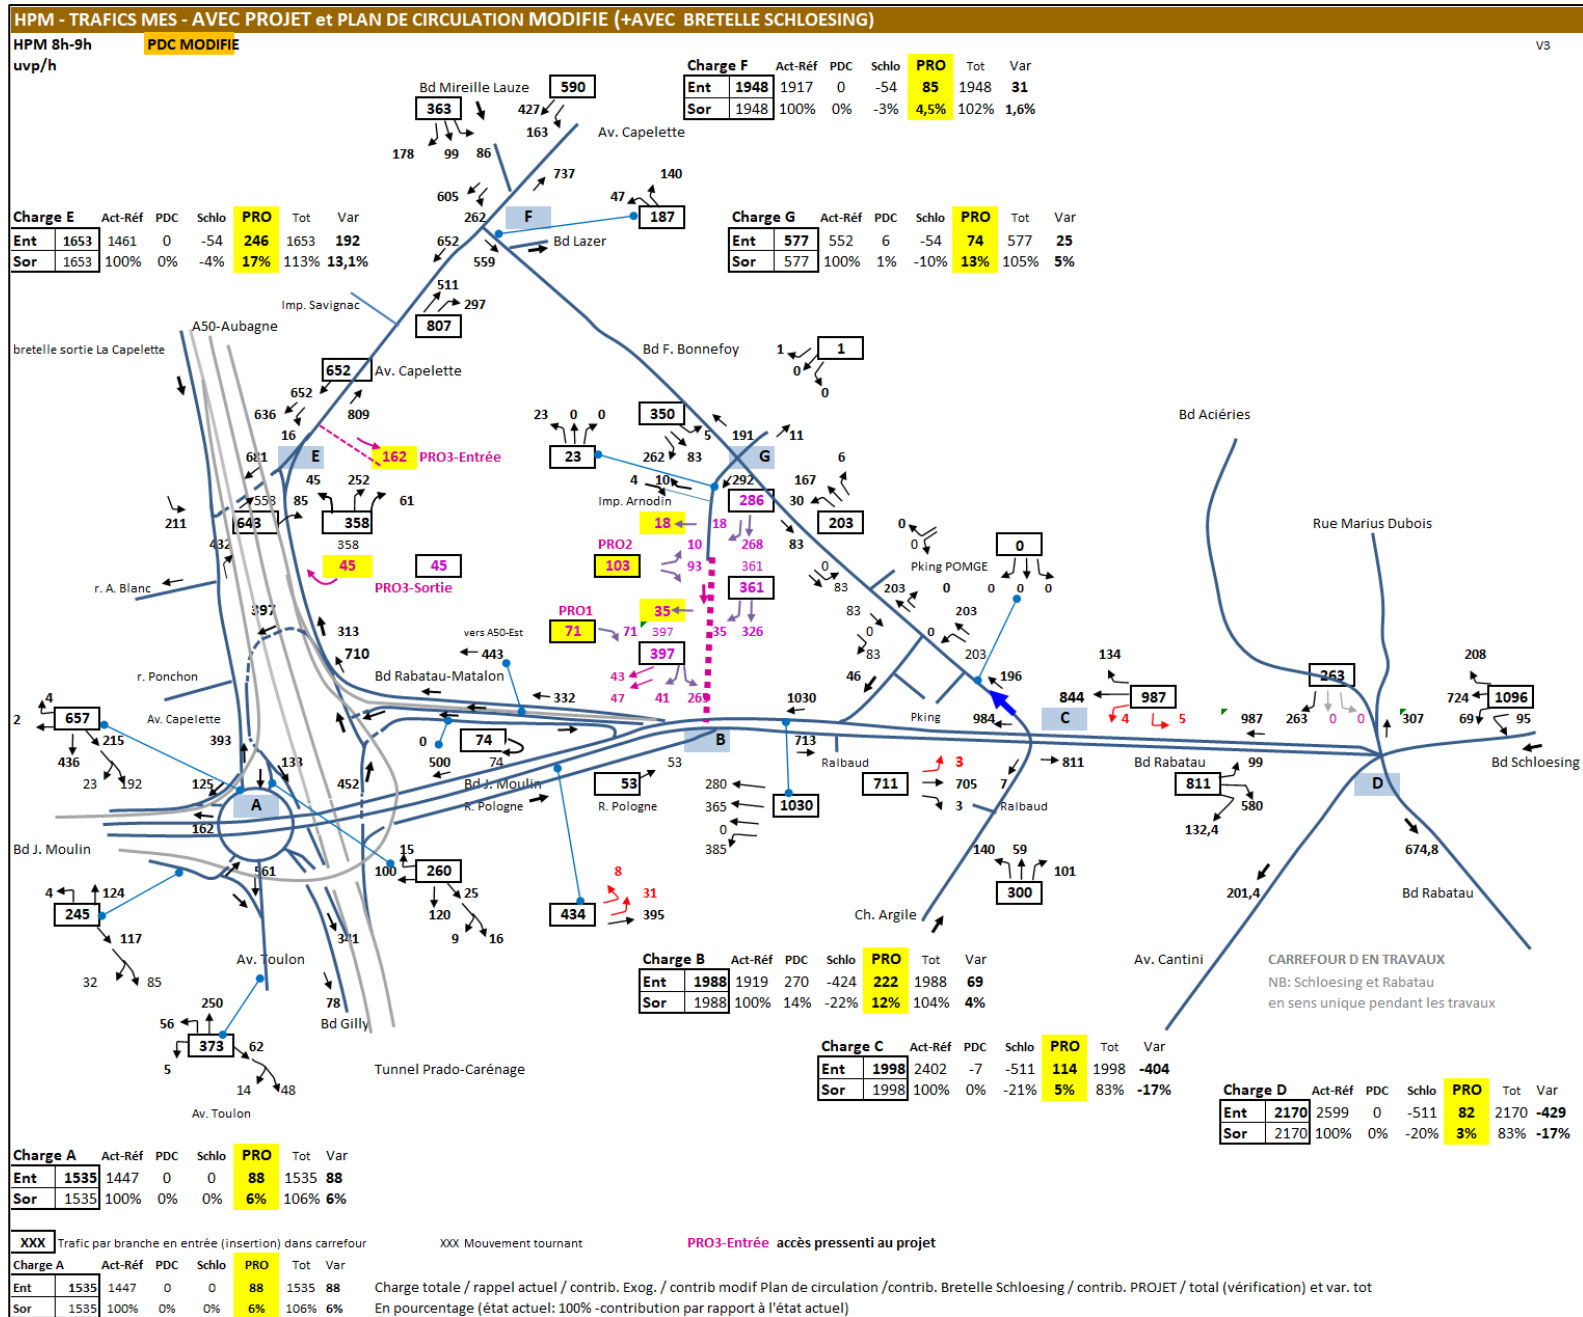 HPM - TRAFICS MES - AVEC PROJET et PLAN DE CIRCULATION MODIFIE (+AVEC BRETELLE SCHLOESING)
HPM 8h-9h PDC MODIFIE V3
uvp/h
Charge F Act-Réf PDC Schlo PRO Tot Var
Ent 1948 1917 0 -54 85 1948 31
Sor 1948 100% 0% -3% 4,5% 102% 1,6%
Bd Mireille Lauze 590
363 427
163 Av. Capelette
178 99 86
737 140
605 47
262 F 187
Charge E Act-Réf PDC Schlo PRO Tot Var
Ent 1653 1461 0 -54 246 1653 192
Sor 1653 100% 0% -4% 17% 113% 13,1%
Charge G Act-Réf PDC Schlo PRO Tot Var
Ent 577 552 6 -54 74 577 25
Sor 577 100% 1% -10% 13% 105% 5%
652 Bd Lazer
559
511
297
Imp. Savignac
807
A50-Aubagne
bretelle sortie La Capelette
Bd F. Bonnefoy 1 1
0
0
652 Av. Capelette
652
636 809
16
23 0 0 350 5 191 11
Bd Aciéries
681 E 162 PRO3-Entrée 23 262 83 G 6
45 252 61 4 10 292 167
558 85 Imp. Arnodin 286 30
211 643 358 18 18 203
Rue Marius Dubois
432 358 PRO2 10 268 83 0
0
0
45 45 103 93 361 0 Pking POMGE
PRO3-Sortie 361 83 203 0 0 0 0
r. A. Blanc
PRO1 35
397 71 71 397 35 326 83 203
0 0
313 vers A50-Est 397 83 203
710 443 43
47 41
r. Ponchon Bd Rabatau-Matalon 46 196 134 263 208
332 1030 844 987 724 1096
4 4 5 263 0 0 307 69 95
2 657 Av. Capelette Pking 984 C 987
215 393 0 74 B
436 133 500 74 53 713 Ralbaud 811 Bd Rabatau 99 Bd Schloesing
23 192 125 452 Bd J. Moulin 53 280 3
A R. Pologne R. Pologne 365 1030 711 705 7 811 580 D
162 0 3 Ralbaud
Bd J. Moulin 385 132,4 674,8
15
561 100 260 8 140 59 101
4 124 25 31 300 201,4 Bd Rabatau
245 120 434 395
117 341 9 16 Ch. Argile
32 85 Av. Toulon
Charge B Act-Réf PDC Schlo PRO Tot Var
Ent 1988 1919 270 -424 222 1988 69
Sor 1988 100% 14% -22% 12% 104% 4%
Av. Cantini CARREFOUR D EN TRAVAUX
NB: Schloesing et Rabatau
en sens unique pendant les travaux
250 78
56 Bd Gilly
373 62
5
14 48
Tunnel Prado-Carénage
Av. Toulon
Charge C Act-Réf PDC Schlo PRO Tot Var
Ent 1998 2402 -7 -511 114 1998 -404
Sor 1998 100% 0% -21% 5% 83% -17%
Charge D Act-Réf PDC Schlo PRO Tot Var
Ent 2170 2599 0 -511 82 2170 -429
Sor 2170 100% 0% -20% 3% 83% -17%
Charge A Act-Réf PDC Schlo PRO Tot Var
Ent 1535 1447 0 0 88 1535 88
Sor 1535 100% 0% 0% 6% 106% 6%
XXX Trafic par branche en entrée (insertion) dans carrefour XXX Mouvement tournant PRO3-Entrée accès pressenti au projet
Charge A Act-Réf PDC Schlo PRO Tot Var
Ent 1535 1447 0 0 88 1535 88 Charge totale / rappel actuel / contrib. Exog. / contrib modif Plan de circulation /contrib. Bretelle Schloesing / contrib. PROJET / total (vérification) et var. tot
Sor 1535 100% 0% 0% 6% 106% 6% En pourcentage (état actuel: 100% -contribution par rapport à l'état actuel)